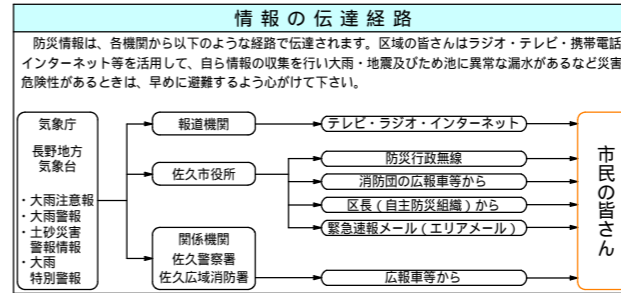 情報の伝達経路
防災情報は、各機関から以下のような経路で伝達されます。区域の皆さんはラジオ・テレビ・携帯電話
インターネット等を活用して、自ら情報の収集を行い大雨・地震及びため池に異常な漏水があるなど災害
危険性があるときは、早めに避難するよう心がけて下さい。
気象庁
長野地方
気象台
・大雨注意報
・大雨警報
・土砂災害
警報情報
・大雨
特別警報
報道機関
佐久市役所
関係機関
佐久警察署
佐久広域消防署
テレビ・ラジオ・インターネット
防災行政無線
消防団の広報車等から
区長(自主防災組織)から
緊急速報メール(エリアメール)
広報車等から
市民の皆さん